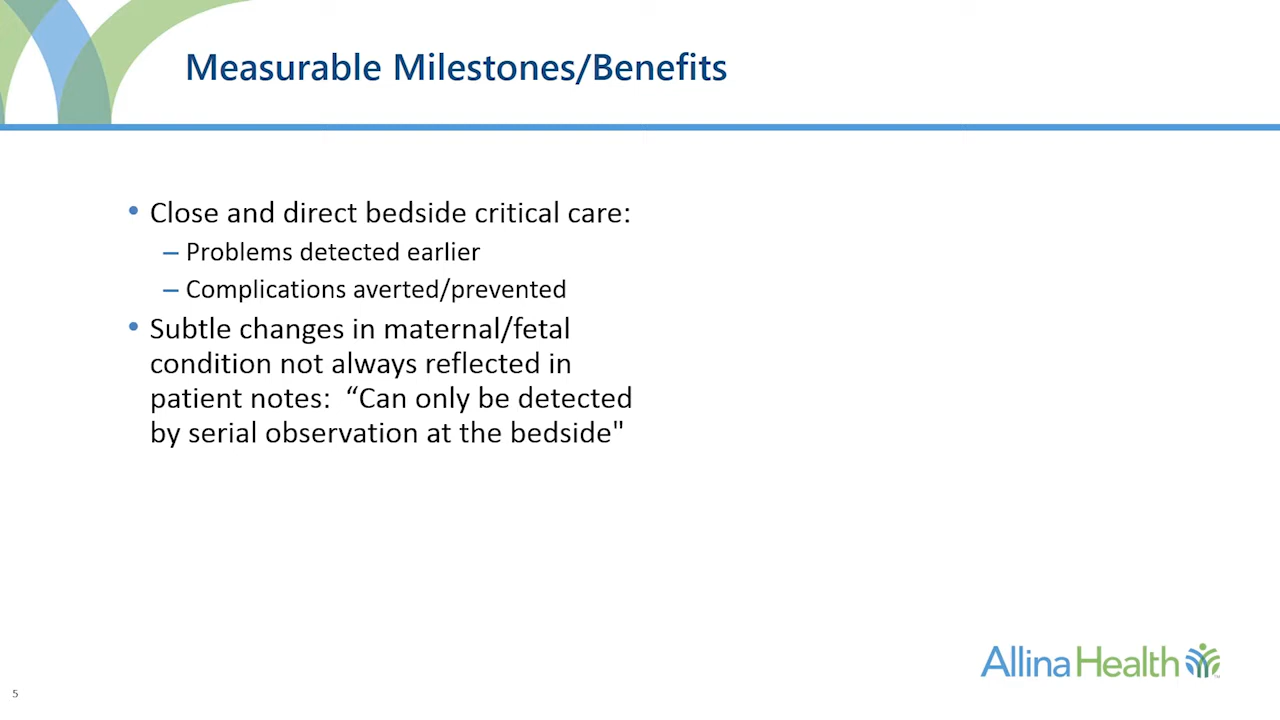 Measurable Milestones/Benefits
• Close and direct bedside critical care:
– Problems detected earlier
– Complications averted/prevented
• Subtle changes in maternal/fetal
condition not always reflected in
patient notes:  “Can only be detected
by serial observation at the bedside"
Allina Health
5